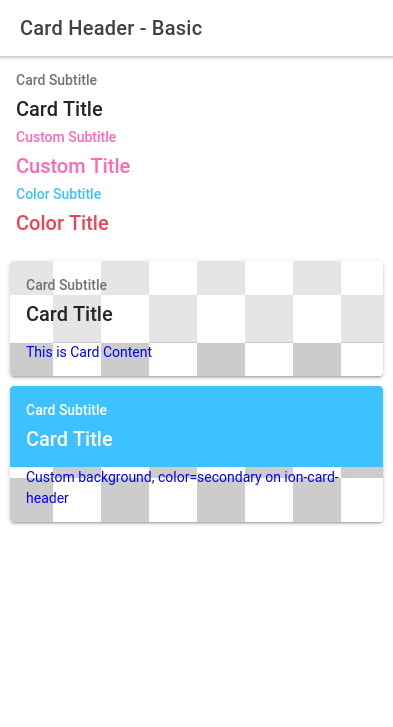 Card Header - Basic
Card Subtitle
Card Title
Custom Subtitle
Custom Title
Color Subtitle
Color Title
Card Subtitle
Card Title
This is Card Content
Card Subtitle
Card Title
Custom background, color=secondary on ion-card-
header